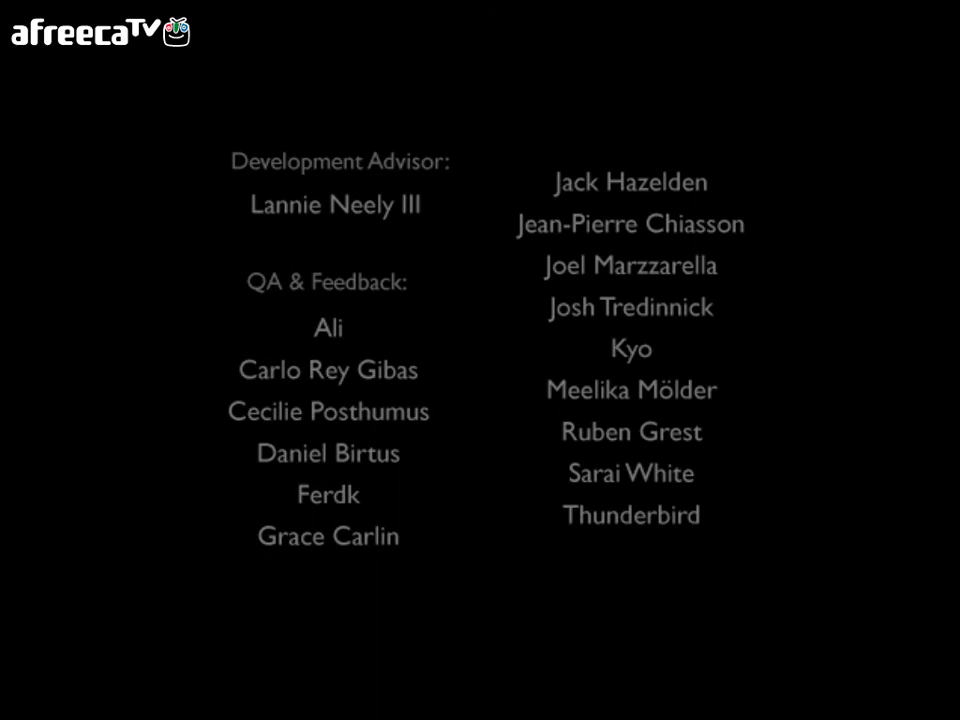 afreecaTV
Development Advisor:
Lannie Neely III
QA & Feedback:
Ali
Carlo Rey Gibas
Cecilie Posthumus
Daniel Birtus
Ferdk
Grace Carlin
Jack Hazelden
Jean-Pierre Chiasson
Joel Marzzarella
Josh Tredinnick
Kyo
Meelika Mölder
Ruben Grest
Sarai White
Thunderbird